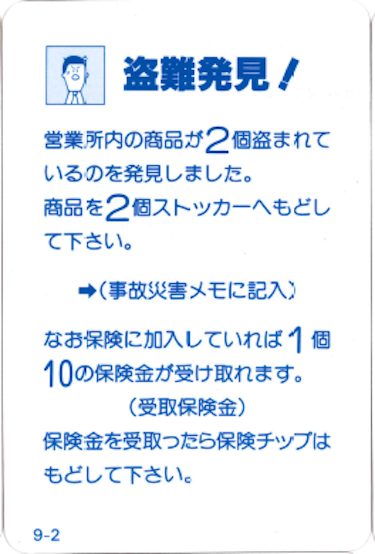 盗難発見!
営業所内の商品が2個盗まれて
いるのを発見しました。
商品を2個ストッカーへもどし
て下さい。
➡(事故災害メモに記入)
なお保険に加入していれば1個
10の保険金が受け取れます。
(受取保険金)
保険金を受取ったら保険チップは
もどして下さい。
9-2